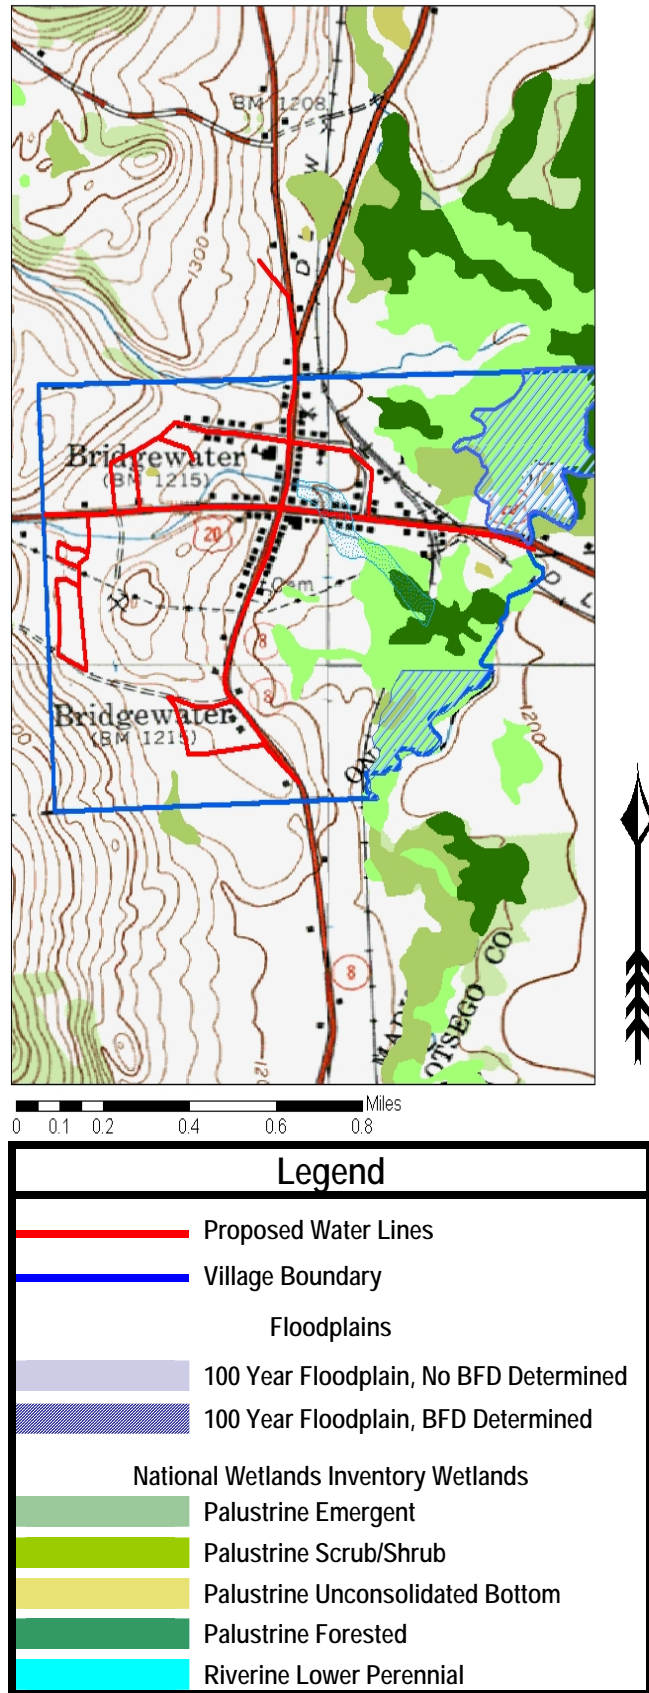 BM 1208
D L W
1300
Bridgewater
(BM 1215)
20
Cem
8
8
Bridgewater
(BM 1215)
1200
ON
8
OTSEGO CO
Miles
0 0.1 0.2 0.4 0.6 0.8
Legend
Proposed Water Lines
Village Boundary
Floodplains
100 Year Floodplain, No BFD Determined
100 Year Floodplain, BFD Determined
National Wetlands Inventory Wetlands
Palustrine Emergent
Palustrine Scrub/Shrub
Palustrine Unconsolidated Bottom
Palustrine Forested
Riverine Lower Perennial